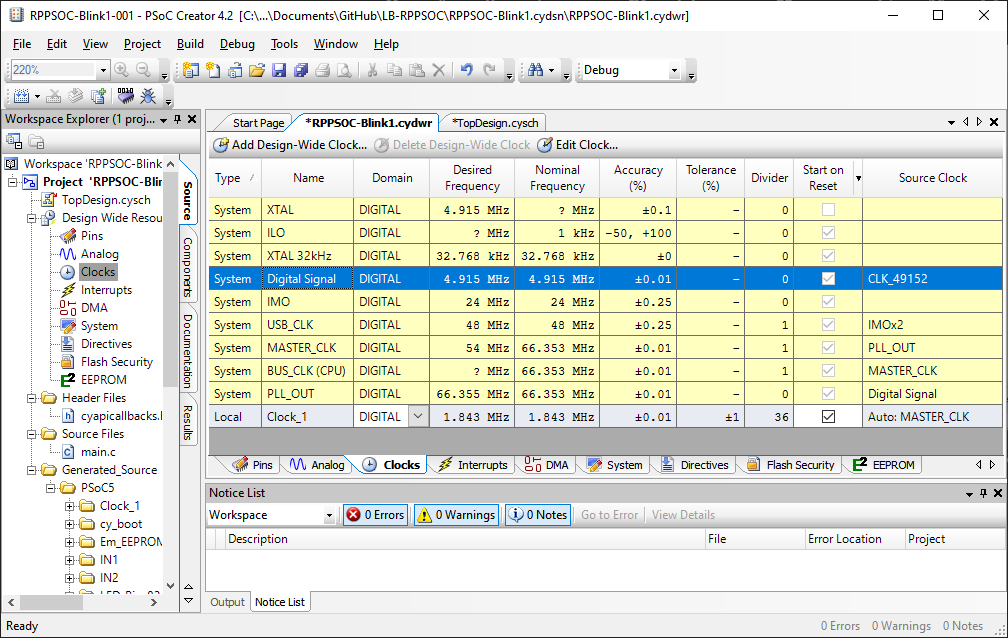 RPPSOC-Blink1-001 - PSoC Creator 4.2 [C:\...\Documents\GitHub\LB-RPPSOC\RPPSOC-Blink1.cydsn\RPPSOC-Blink1.cydwr]
File Edit View Project Build Debug Tools Window Help
220% Debug
Workspace Explorer (1 proj...
Workspace 'RPPSOC-Blink
Project 'RPPSOC-Blin
TopDesign.cysch
Design Wide Resou
Pins
Analog
Clocks
Interrupts
DMA
System
Directives
Flash Security
EEPROM
Header Files
cyapicallbacks.h
Source Files
main.c
Generated_Source
PSoC5
Clock_1
cy_boot
Em_EEPROM
IN1
IN2
Source
Components
Documentation
Results
Start Page *RPPSOC-Blink1.cydwr *TopDesign.cysch
Add Design-Wide Clock... Delete Design-Wide Clock Edit Clock...
Type Name Domain Desired Frequency Nominal Frequency Accuracy (%) Tolerance (%) Divider Start on Reset Source Clock
System XTAL DIGITAL 4.915 MHz ? MHz ±0.1 - 0
System ILO DIGITAL ? MHz 1 kHz -50, +100 - 0
System XTAL 32kHz DIGITAL 32.768 kHz 32.768 kHz ±0 - 0
System Digital Signal DIGITAL 4.915 MHz 4.915 MHz ±0.01 - 0 CLK_49152
System IMO DIGITAL 24 MHz 24 MHz ±0.25 - 0
System USB_CLK DIGITAL 48 MHz 48 MHz ±0.25 - 1 IMOx2
System MASTER_CLK DIGITAL 54 MHz 66.353 MHz ±0.01 - 1 PLL_OUT
System BUS_CLK (CPU) DIGITAL ? MHz 66.353 MHz ±0.01 - 1 MASTER_CLK
System PLL_OUT DIGITAL 66.355 MHz 66.353 MHz ±0.01 - 0 Digital Signal
Local Clock_1 DIGITAL 1.843 MHz 1.843 MHz ±0.01 ±1 36 Auto: MASTER_CLK
Pins Analog Clocks Interrupts DMA System Directives Flash Security EEPROM
Notice List
Workspace 0 Errors 0 Warnings 0 Notes Go to Error View Details
Description File Error Location Project
Output Notice List
Ready 0 Errors 0 Warnings 0 Notes